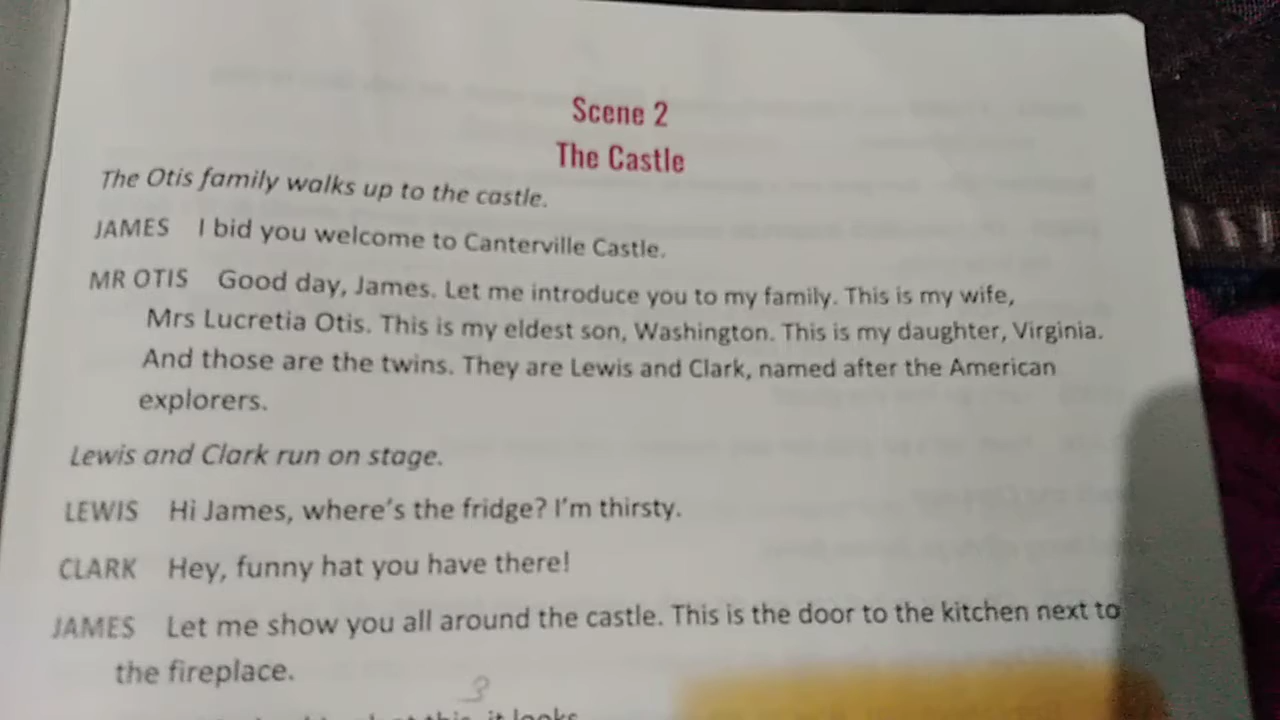 Scene 2
The Castle
The Otis family walks up to the castle.
JAMES I bid you welcome to Canterville Castle.
MR OTIS Good day, James. Let me introduce you to my family. This is my wife,
Mrs Lucretia Otis. This is my eldest son, Washington. This is my daughter, Virginia.
And those are the twins. They are Lewis and Clark, named after the American
explorers.
Lewis and Clark run on stage.
LEWIS Hi James, where's the fridge? I'm thirsty.
CLARK Hey, funny hat you have there!
JAMES Let me show you all around the castle. This is the door to the kitchen next to
the fireplace.
3
this, it looks